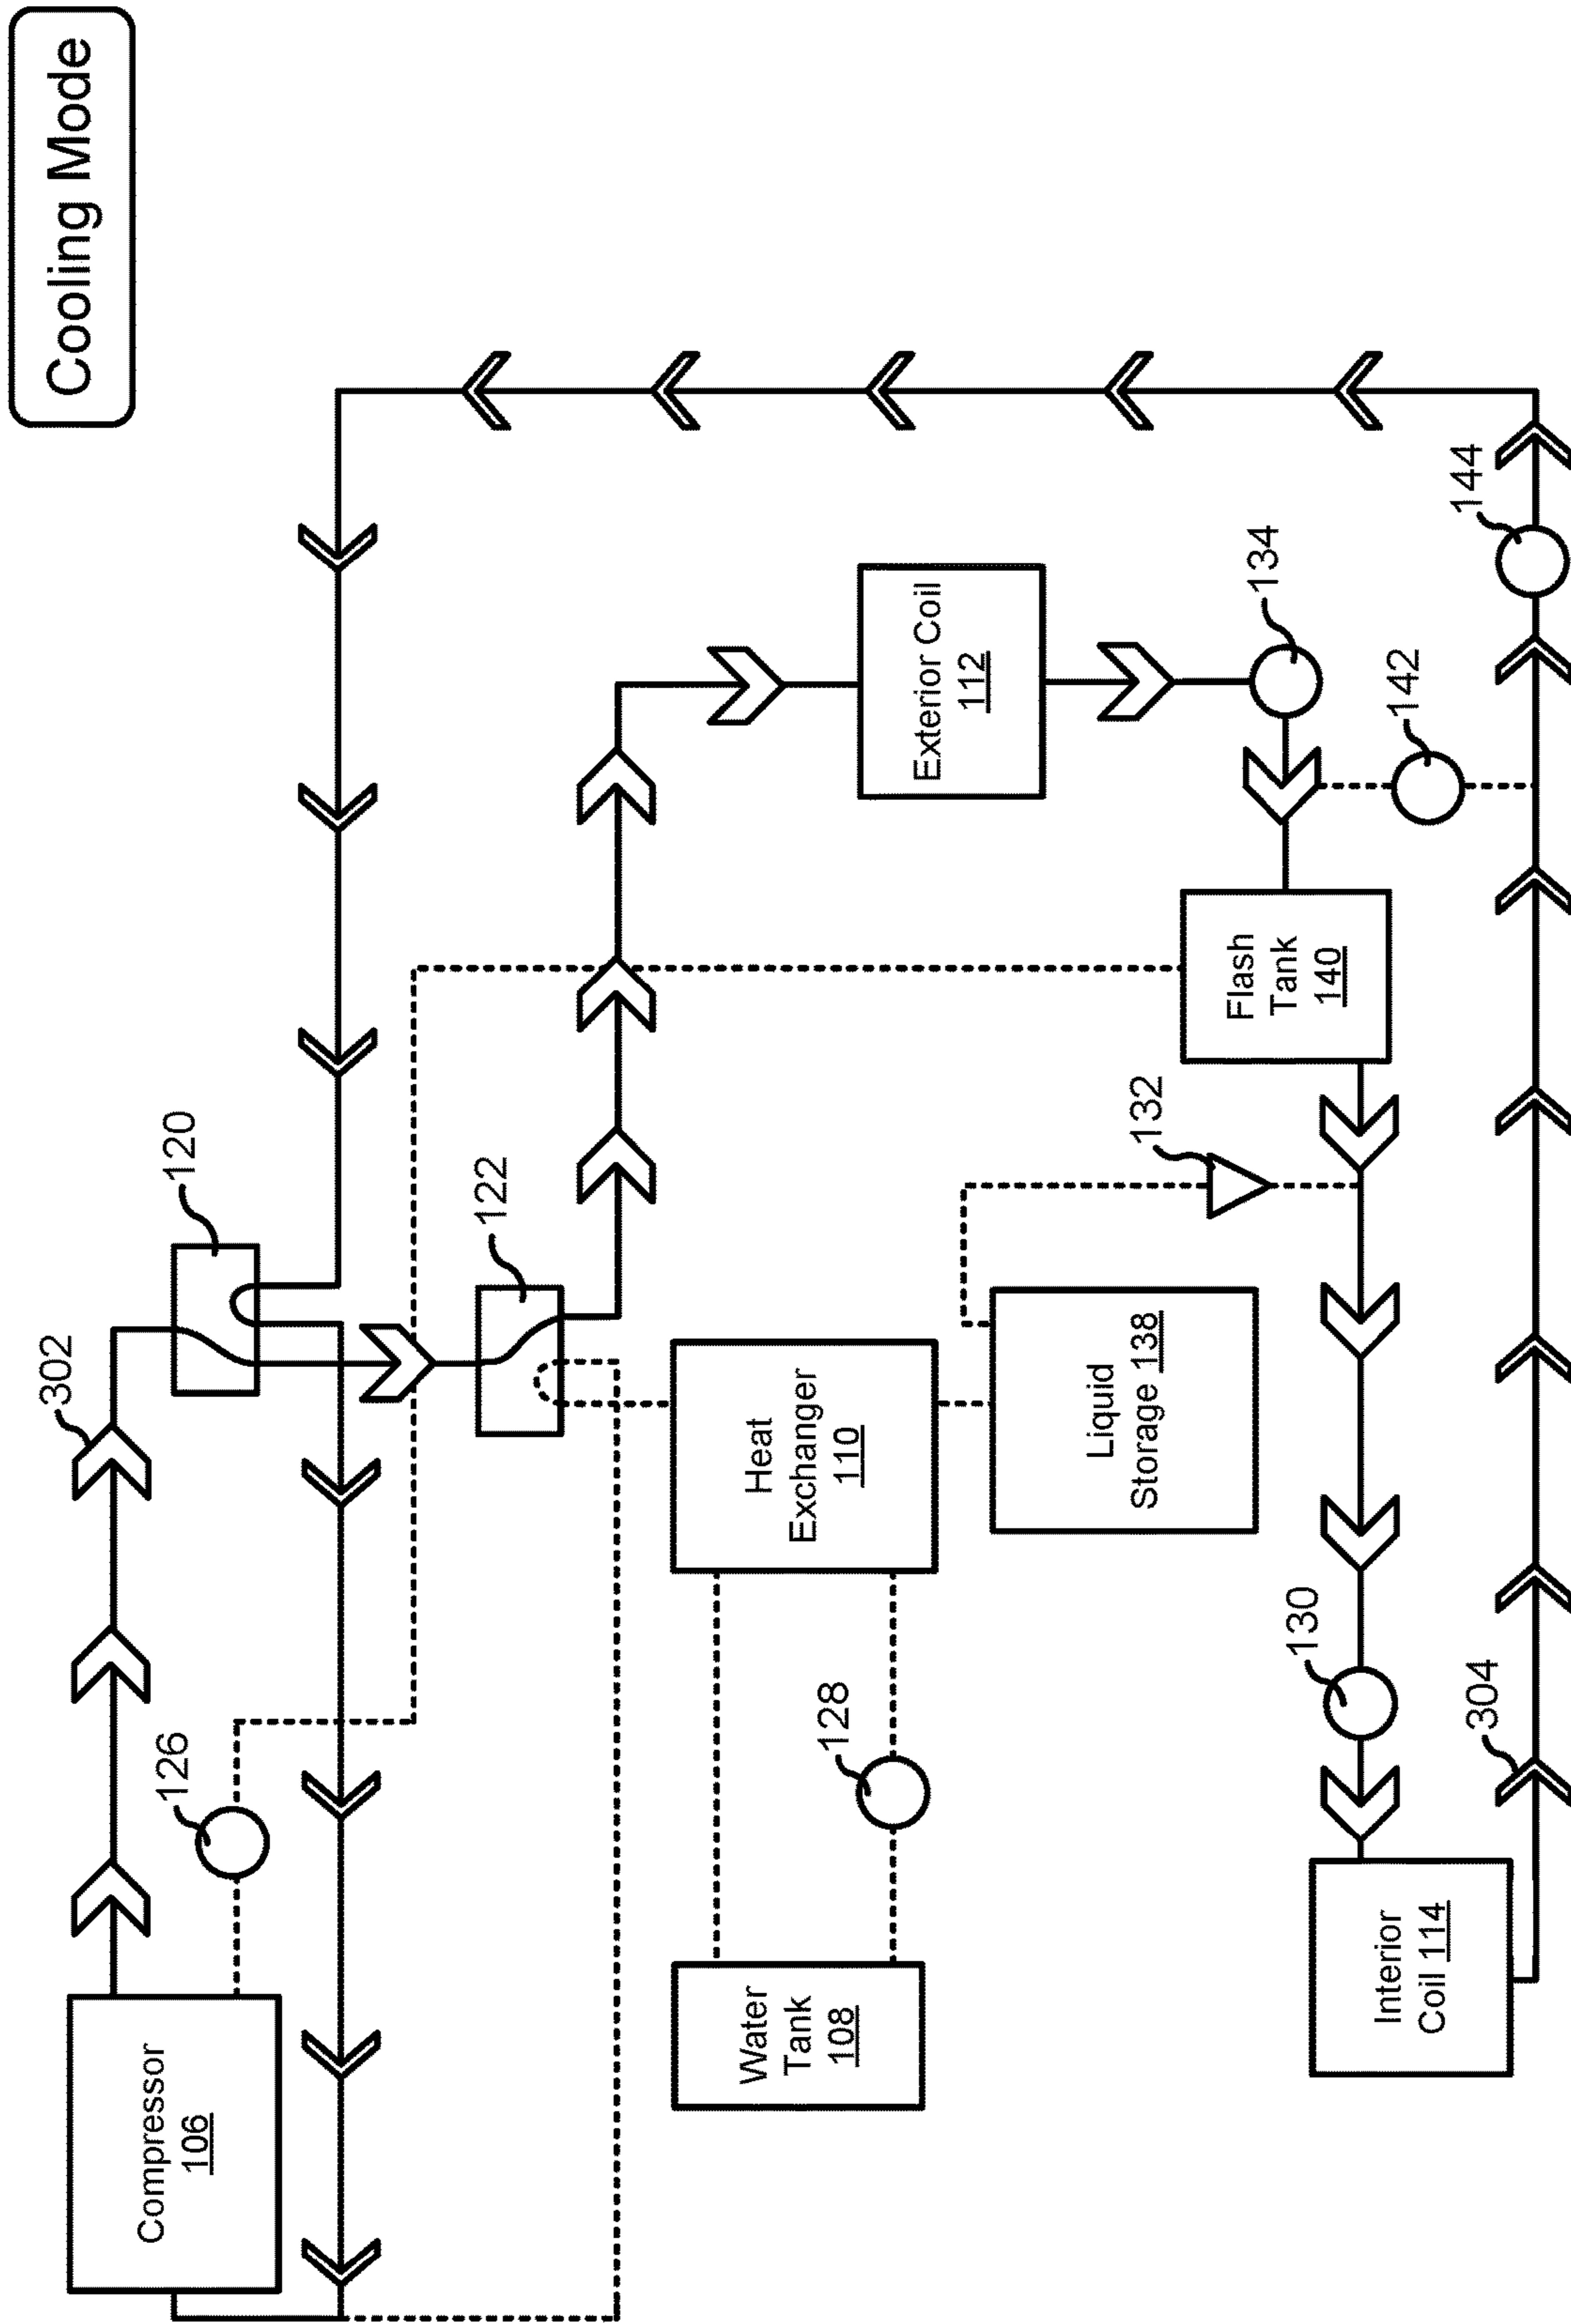 Cooling Mode
302
120
Compressor
106
126
122
Exterior Coil
112
134
144
142
Heat
Exchanger
110
Water
Tank
108
128
Liquid
Storage 138
132
Flash
Tank
140
130
Interior
Coil 114
304